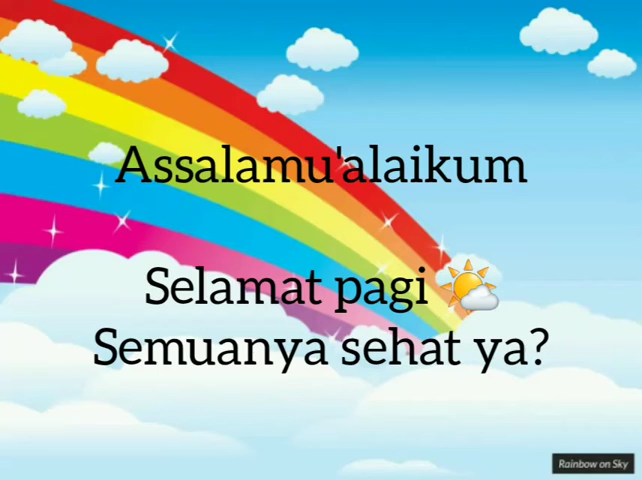 Assalamu'alaikum
Selamat pagi 🌤️
Semuanya sehat ya?
Rainbow on Sky